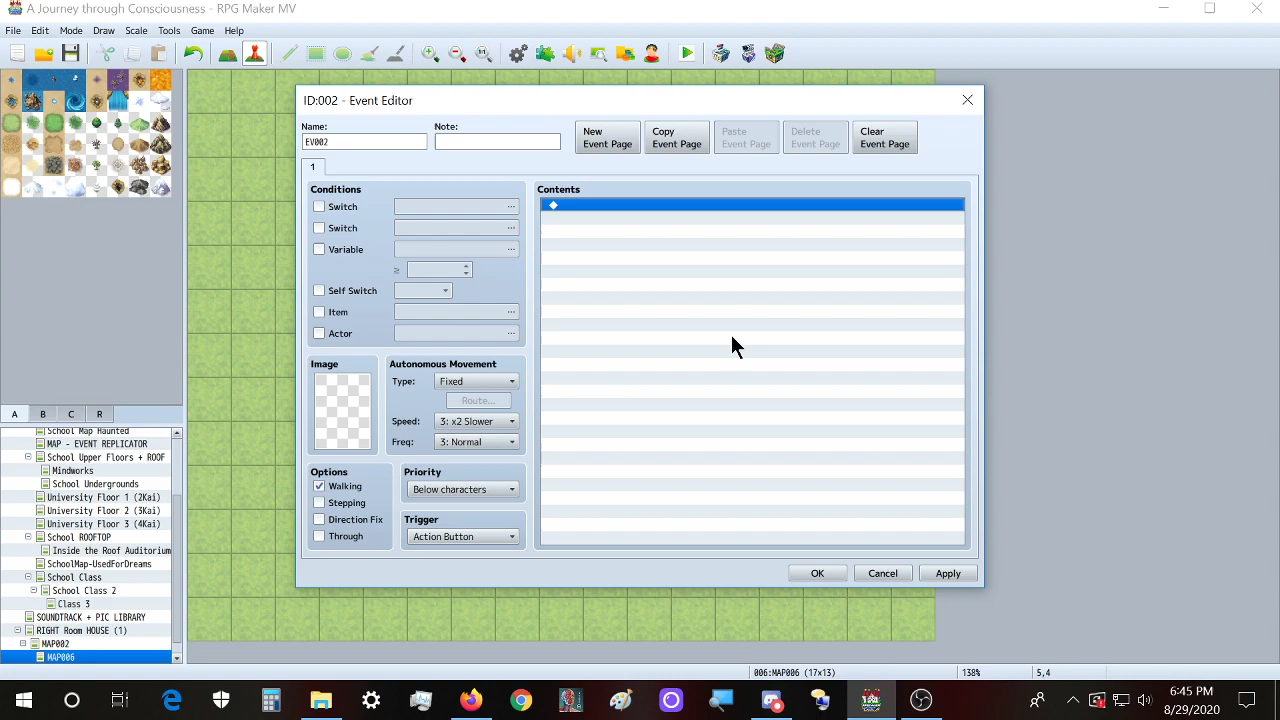 A Journey through Consciousness - RPG Maker MV
File Edit Mode Draw Scale Tools Game Help
ID:002 - Event Editor
Name: Note:
EV002
New Event Page
Copy Event Page
Paste Event Page
Delete Event Page
Clear Event Page
1
Conditions
Switch ...
Switch ...
Variable ...
≥
Self Switch
Item ...
Actor ...
Image
Autonomous Movement
Type: Fixed
Route...
Speed: 3: x2 Slower
Freq: 3: Normal
Options
Walking
Stepping
Direction Fix
Through
Priority
Below characters
Trigger
Action Button
Contents
OK Cancel Apply
A B C R
School Map Haunted
MAP - EVENT REPLICATOR
School Upper Floors + ROOF
Mindworks
School Undergrounds
University Floor 1 (2Kai)
University Floor 2 (3Kai)
University Floor 3 (4Kai)
School ROOFTOP
Inside the Roof Auditorium
SchoolMap-UsedForDreams
School Class
School Class 2
Class 3
SOUNDTRACK + PIC LIBRARY
RIGHT Room HOUSE (1)
MAP002
MAP006
006:MAP006 (17x13) 138% 5,4
6:45 PM
8/29/2020